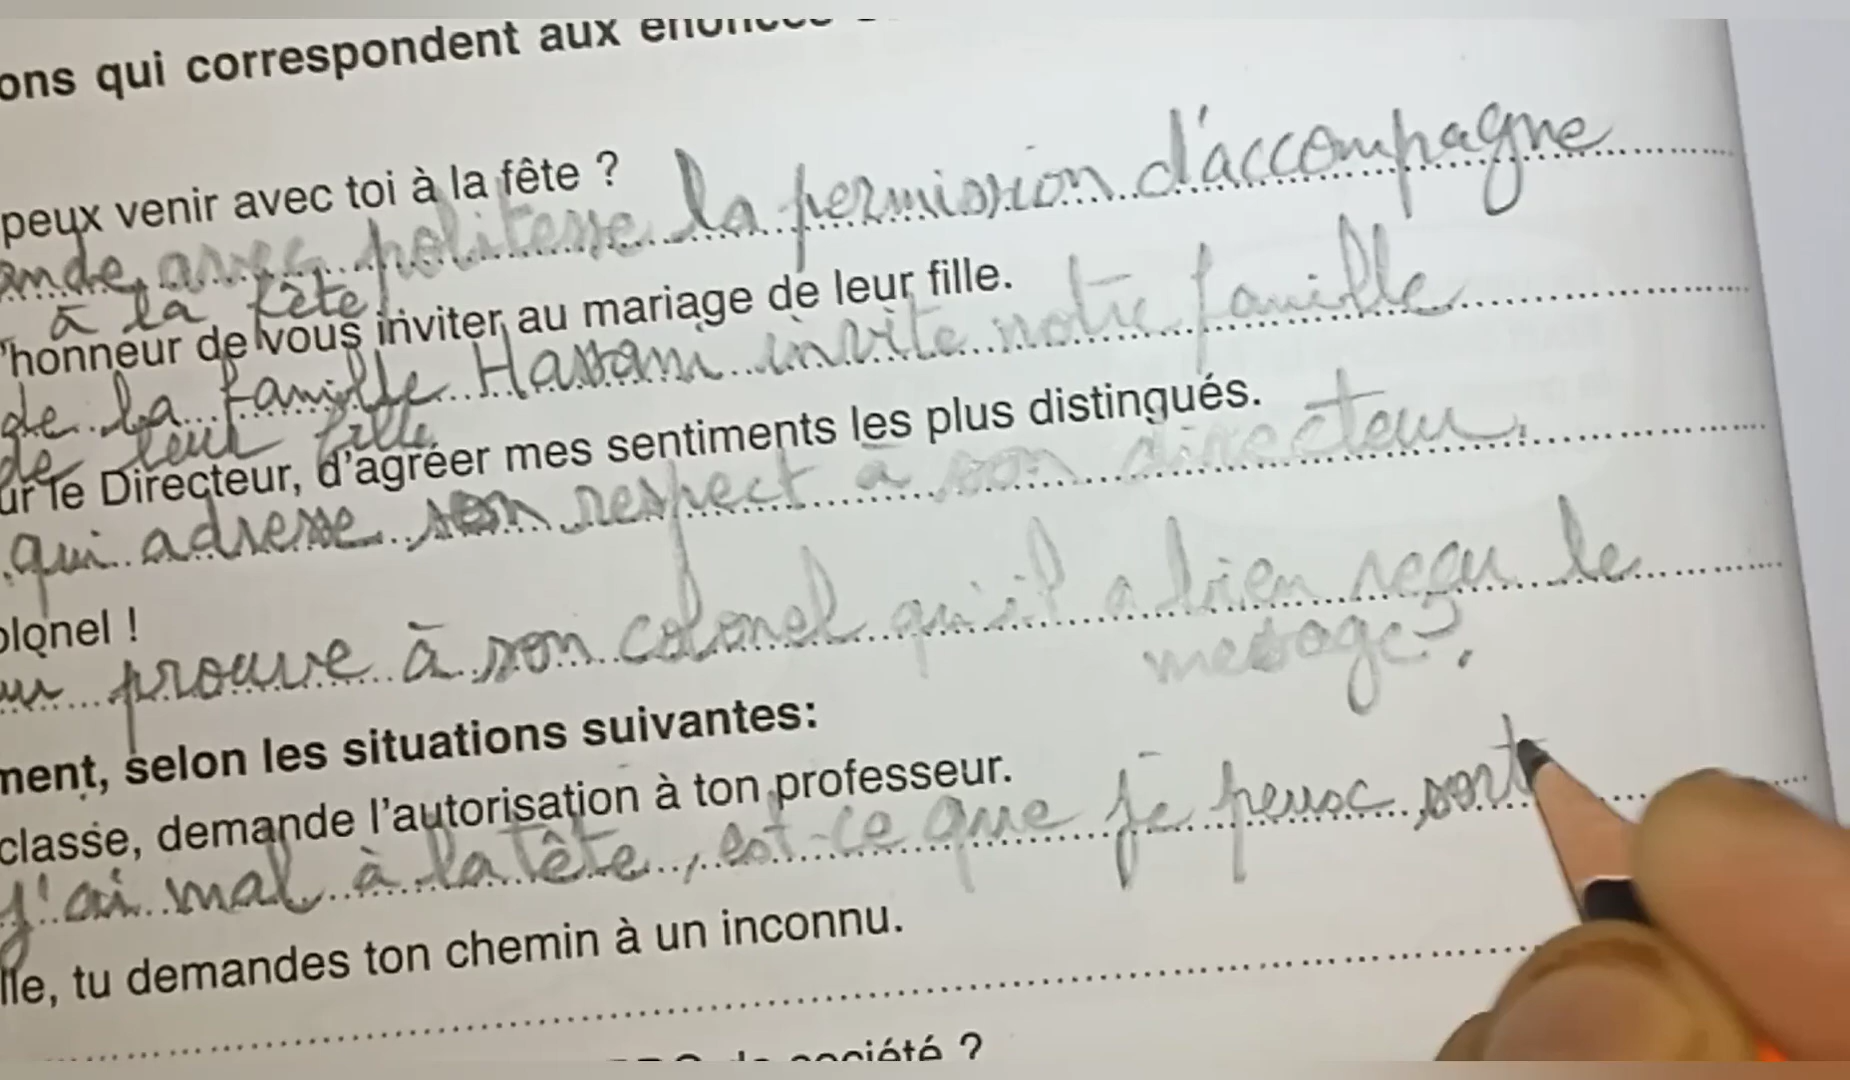 ons qui correspondent aux énoncés
peux venir avec toi à la fête ?
ande avec politesse la permission d'accompagne
à la fête
'honneur de vous inviter au mariage de leur fille.
de la famille Hassani invite notre famille
de leur fille
ur le Directeur, d'agréer mes sentiments les plus distingués.
qui adresse son respect à son directeur.
olonel !
prouve à son colonel qu'il a bien reçu le
message.
ment, selon les situations suivantes:
classe, demande l'autorisation à ton professeur.
J'ai mal à la tête, est-ce que je peux sort
lle, tu demandes ton chemin à un inconnu.
société ?